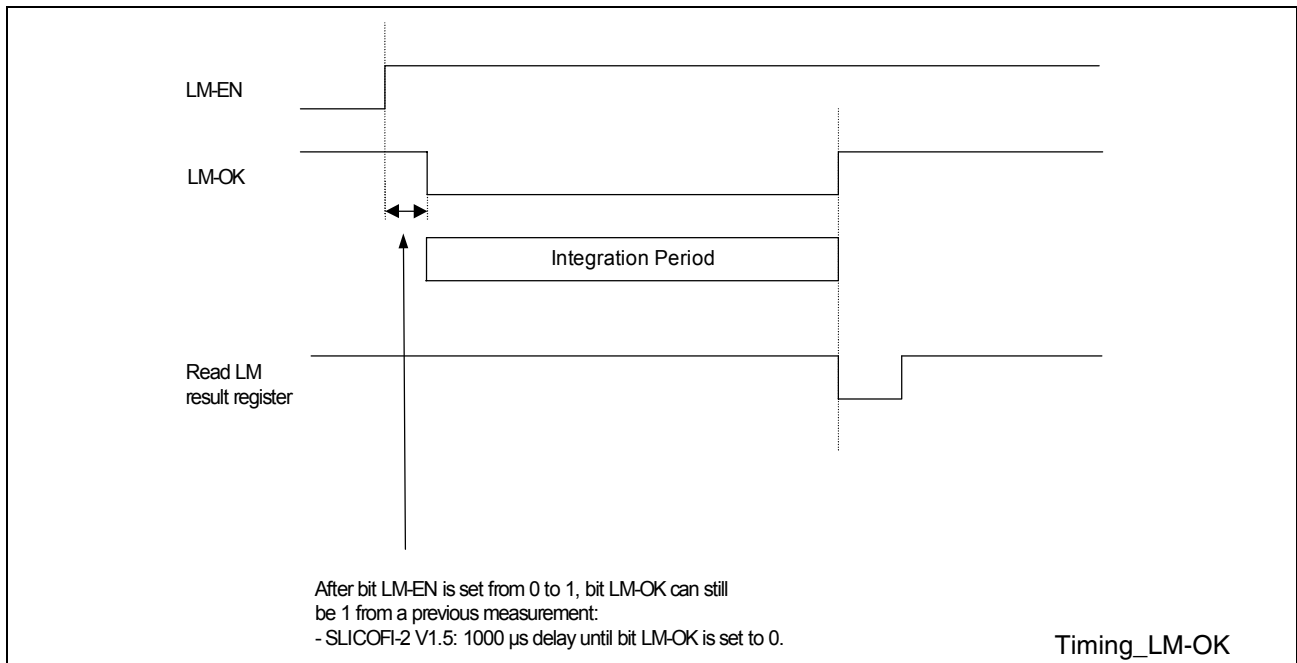 LM-EN
LM-OK
Integration Period
Read LM
result register
After bit LM-EN is set from 0 to 1, bit LM-OK can still
be 1 from a previous measurement:
- SLICOFI-2 V1.5: 1000 µs delay until bit LM-OK is set to 0.
Timing_LM-OK